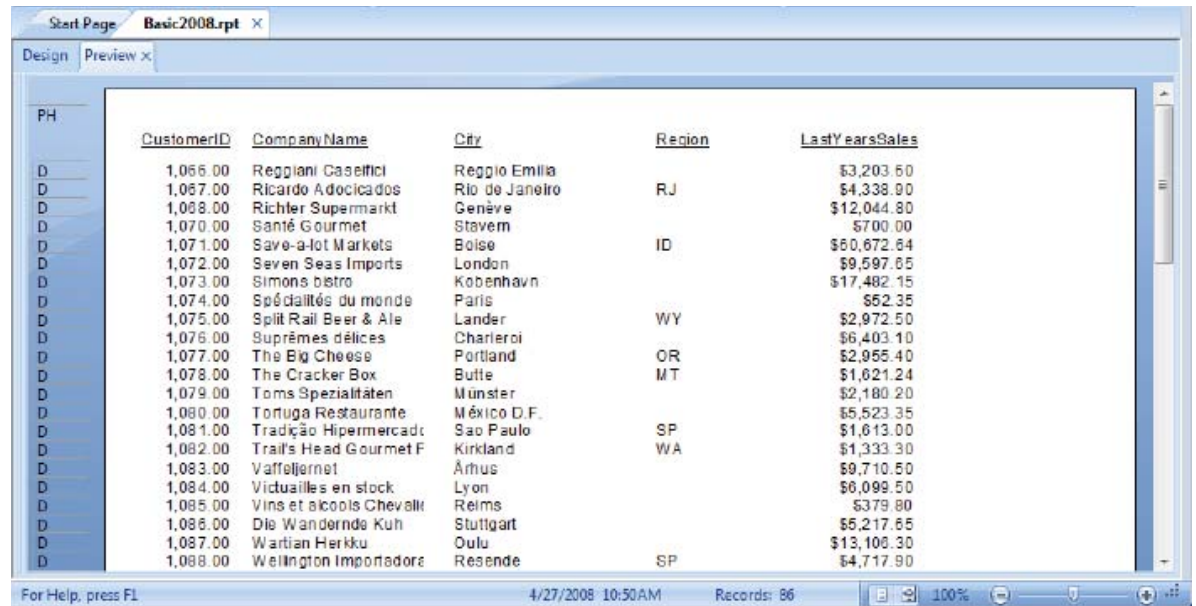 Start Page Basic2008.rpt ×
Design Preview ×
PH
CustomerID CompanyName City Region LastYearsSales
D 1,066.00 Reggiani Caseifici Reggio Emilia $3,203.60
D 1,067.00 Ricardo Adocicados Rio de Janeiro RJ $4,338.90
D 1,068.00 Richter Supermarkt Genève $12,044.80
D 1,070.00 Santé Gourmet Stavern $700.00
D 1,071.00 Save-a-lot Markets Boise ID $60,672.64
D 1,072.00 Seven Seas Imports London $9,597.65
D 1,073.00 Simons bistro Kobenhavn $17,482.15
D 1,074.00 Spécialités du monde Paris $52.35
D 1,075.00 Split Rail Beer & Ale Lander WY $2,972.50
D 1,076.00 Suprêmes délices Charleroi $6,403.10
D 1,077.00 The Big Cheese Portland OR $2,955.40
D 1,078.00 The Cracker Box Butte MT $1,621.24
D 1,079.00 Toms Spezialitäten Münster $2,180.20
D 1,080.00 Tortuga Restaurante México D.F. $5,523.35
D 1,081.00 Tradição Hipermercado Sao Paulo SP $1,613.00
D 1,082.00 Trail's Head Gourmet F Kirkland WA $1,333.30
D 1,083.00 Vaffeljernet Århus $9,710.50
D 1,084.00 Victuailles en stock Lyon $6,099.50
D 1,085.00 Vins et alcools Chevali Reims $379.80
D 1,086.00 Die Wandernde Kuh Stuttgart $5,217.65
D 1,087.00 Wartian Herkku Oulu $13,106.30
D 1,088.00 Wellington Importadora Resende SP $4,717.90
For Help, press F1 4/27/2008 10:50AM Records: 86 100%